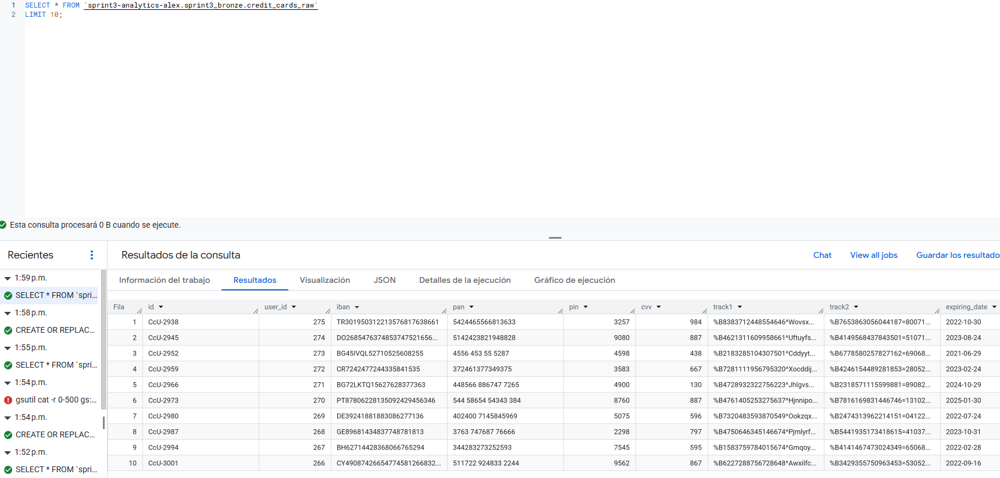 1 SELECT * FROM `sprint3-analytics-alex.sprint3_bronze.credit_cards_raw`
2 LIMIT 10;
Esta consulta procesará 0 B cuando se ejecute.
Recientes
1:59 p.m.
SELECT * FROM `spri...
1:58 p.m.
CREATE OR REPLAC...
1:55 p.m.
SELECT * FROM `spri...
1:54 p.m.
gsutil cat -r 0-500 gs:...
1:54 p.m.
CREATE OR REPLAC...
1:52 p.m.
SELECT * FROM `spri...
Resultados de la consulta Chat View all jobs Guardar los resultado
Información del trabajo Resultados Visualización JSON Detalles de la ejecución Gráfico de ejecución
Fila id user_id iban pan pin cvv track1 track2 expiring_date
1 CcU-2938 275 TR301950312213576817638661 5424465566813633 3257 984 %B8383712448554646^Wovsx... %B7653863056044187=80071... 2022-10-30
2 CcU-2945 274 DO26854763748537475216​56... 5142423821948828 9080 887 %B4621311609958661^Uftuyfs... %B4149568437843501=51071... 2023-08-24
3 CcU-2952 273 BG45IVQL52710525608255 4556 453 55 5287 4598 438 %B2183285104307501^Cddyyt... %B6778580257827162=69068... 2021-06-29
4 CcU-2959 272 CR7242477244335841535 372461377349375 3583 667 %B7281111956795320^Xocddij... %B4246154489281853=28052... 2023-02-24
5 CcU-2966 271 BG72LKTQ15627628377363 448566 886747 7265 4900 130 %B4728932322756223^Jhlgvs... %B2318571115599881=89082... 2024-10-29
6 CcU-2973 270 PT87806228135092429456346 544 58654 54343 384 8760 887 %B4761405253275637^Hjnnipo... %B7816169831446746=13102... 2025-01-30
7 CcU-2980 269 DE39241881883086277136 402400 7145845969 5075 596 %B7320483593870549^Ookzqx... %B2474313962214151=04122... 2022-07-24
8 CcU-2987 268 GE89681434837748781813 3763 747687 76666 2298 797 %B4750646345146674^Pjmlyrf... %B5441935173418615=41037... 2023-10-31
9 CcU-2994 267 BH62714428368066765294 344283273252593 7545 595 %B1583759784015674^Gmqoy... %B4141467473024349=65068... 2022-02-28
10 CcU-3001 266 CY49087426654774581266832... 511722 924833 2244 9562 867 %B6227288756728648^Awxilfc... %B3429355750963453=53052... 2022-09-16